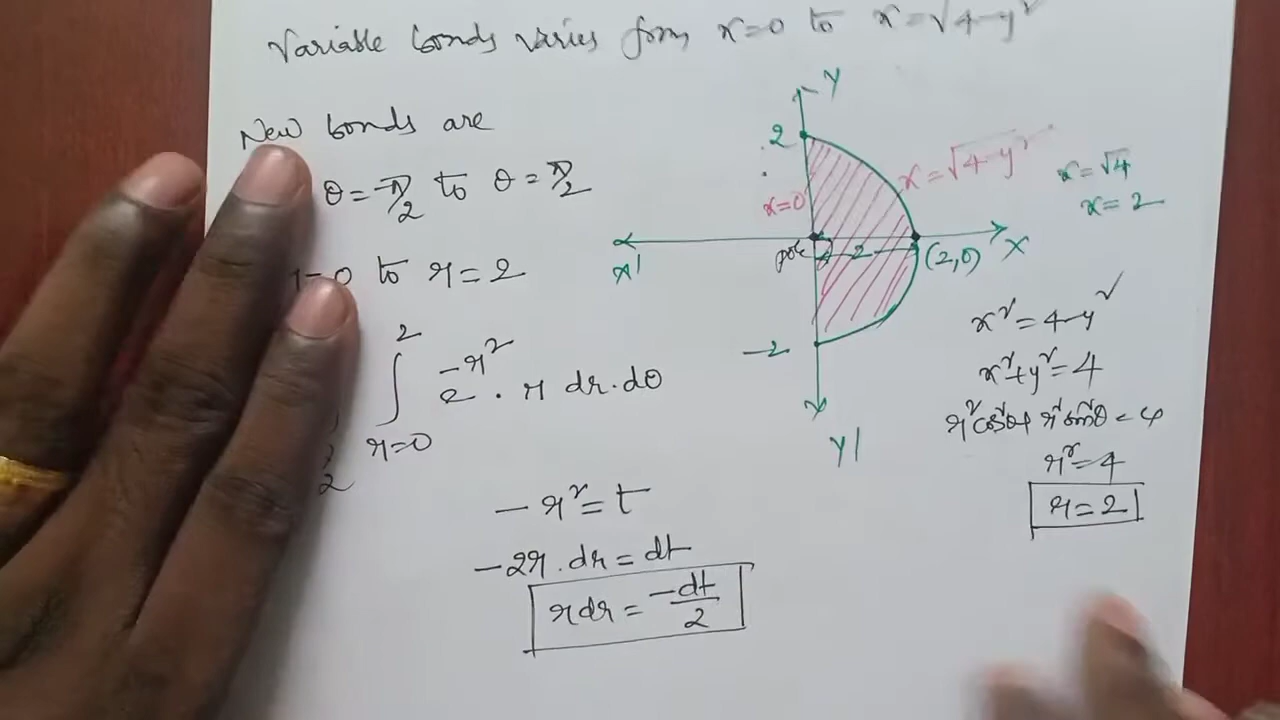 Variable bonds varies from x=0 to x=√4-y²
New bonds are
θ=-π/2 to θ=π/2
=0 to r=2
∫ r=0 2 e^-r² . r dr.dθ
2
-r²=t
-2r.dr=dt
rdr=-dt/2
Y
2
x=√4-y²
x=0
pole
2
(2,0)
X
X|
-2
Y|
x=√4
x=2
x²=4-y²
x²+y²=4
r²cos²θ+r²sin²θ=4
r²=4
r=2